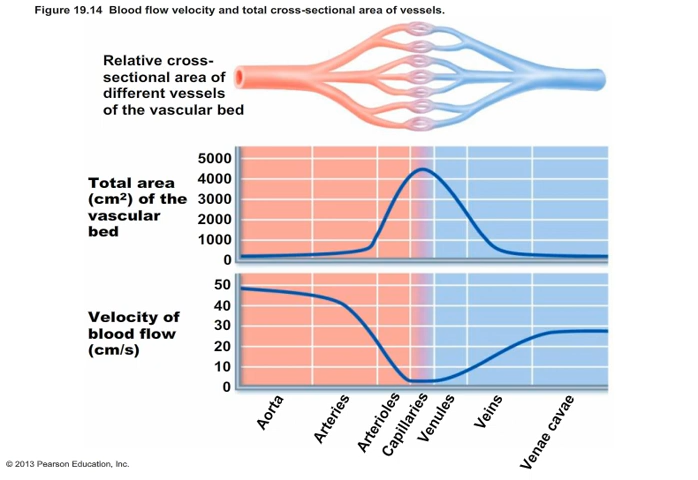 Figure 19.14  Blood flow velocity and total cross-sectional area of vessels.
Relative cross-
sectional area of
different vessels
of the vascular bed
Total area
(cm²) of the
vascular
bed
5000
4000
3000
2000
1000
0
Velocity of
blood flow
(cm/s)
50
40
30
20
10
0
Aorta
Arteries
Arterioles
Capillaries
Venules
Veins
Venae cavae
© 2013 Pearson Education, Inc.